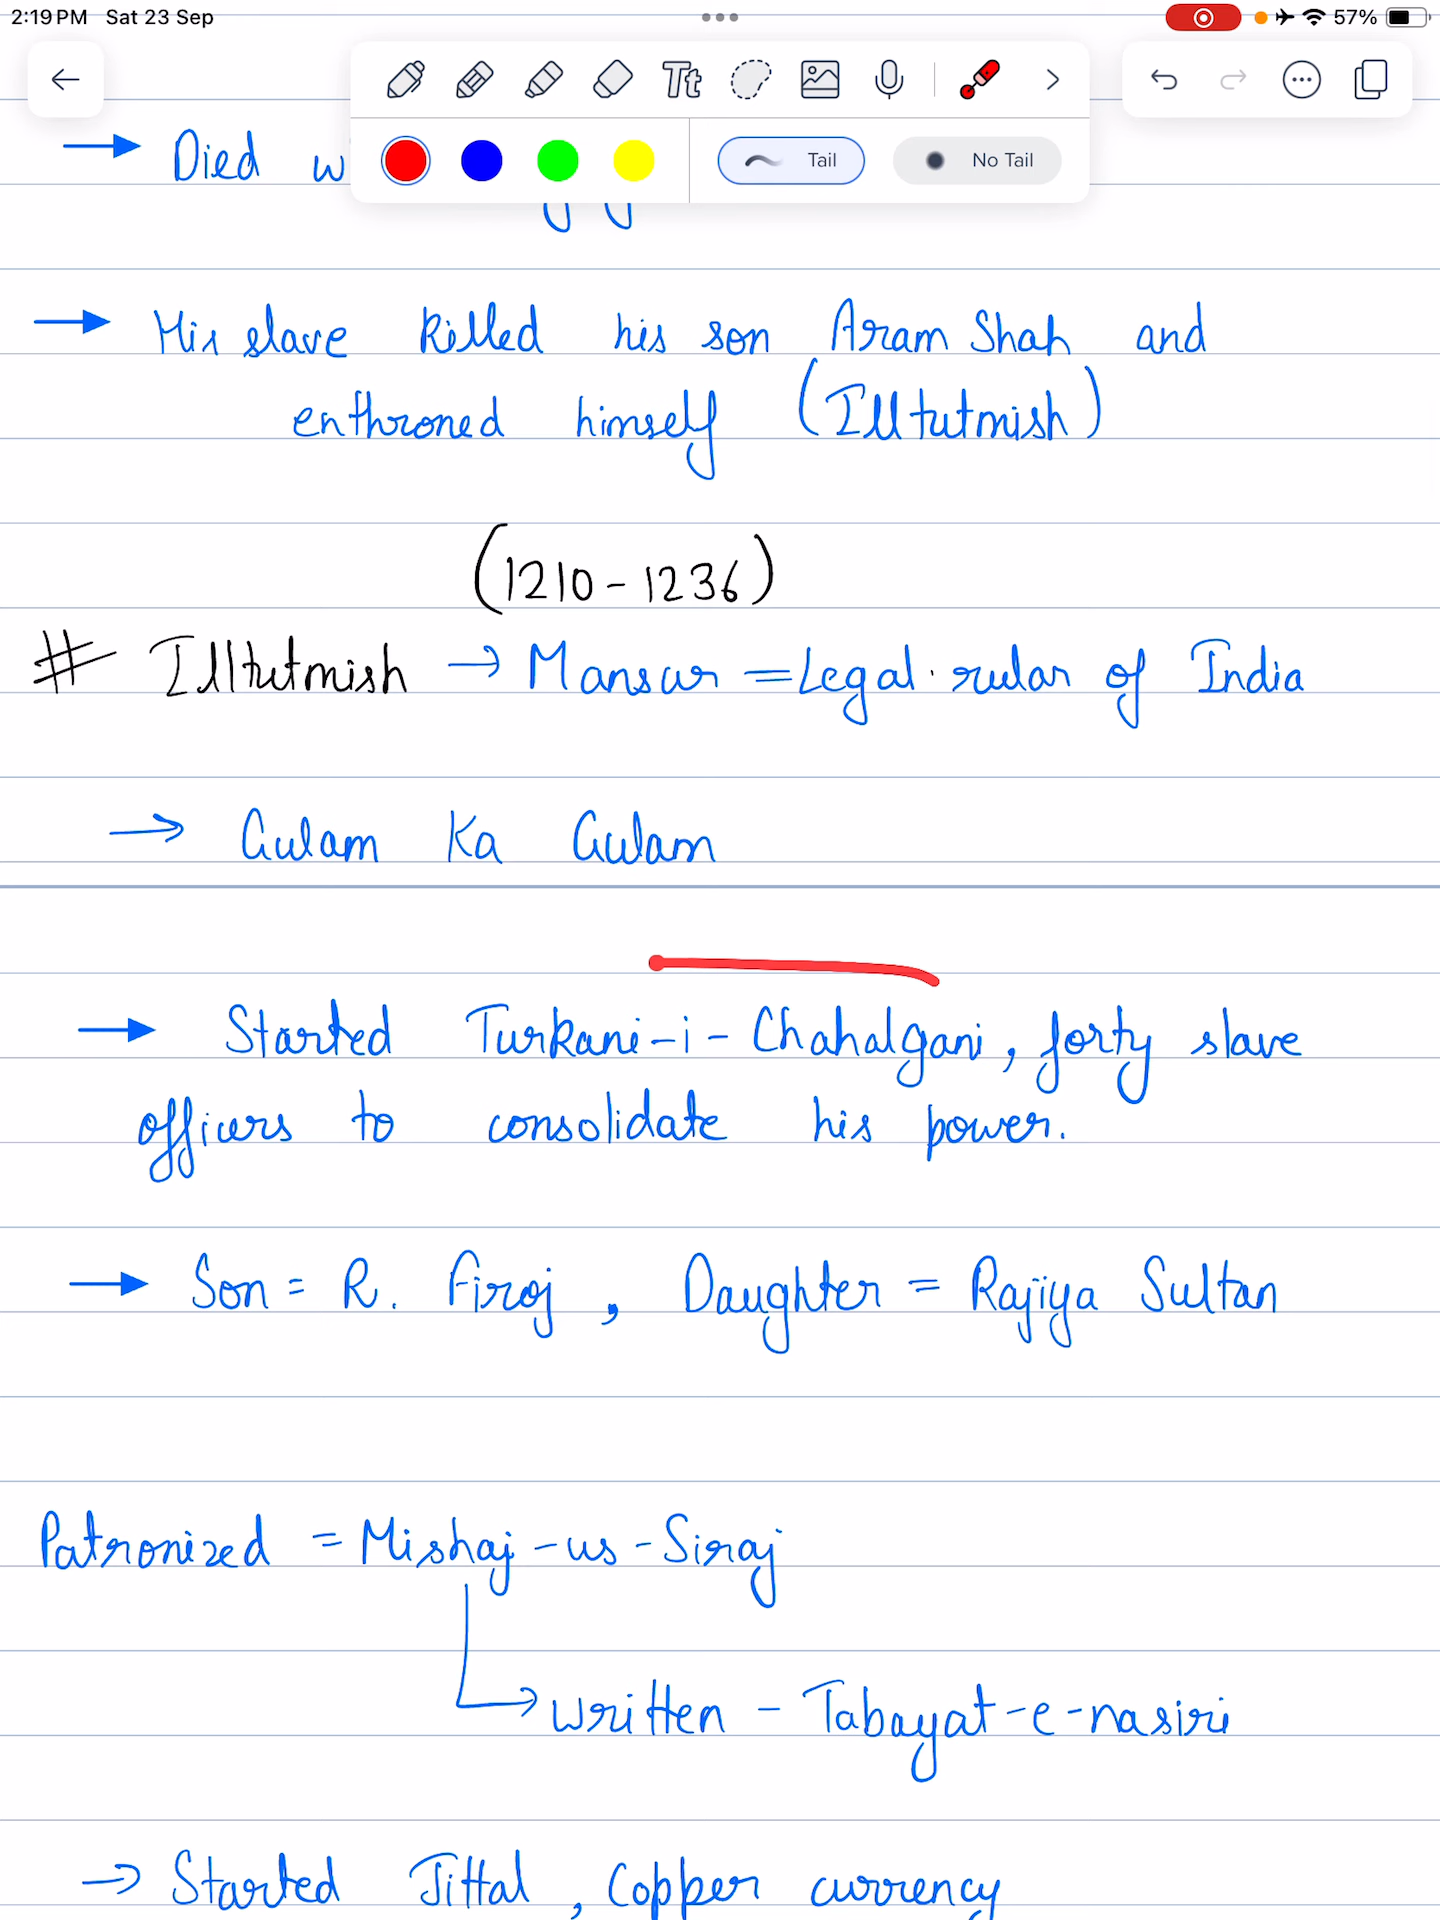 2:19 PM Sat 23 Sep
57%
Tt
Tail
No Tail
→ Died w
→ His slave killed his son Aram Shah and
enthroned himself (Illtutmish)
(1210-1236)
# Illtutmish → Mansur = Legal rular of India
→ Gulam Ka Gulam
→ Started Turkani-i-Chahalgani, forty slave
officers to consolidate his power.
→ Son = R. Firoj, Daughter = Rajiya Sultan
Patronized = Mishaj-us-Siraj
→ written - Tabayat-e-nasiri
→ Started Jittal, Copper currency